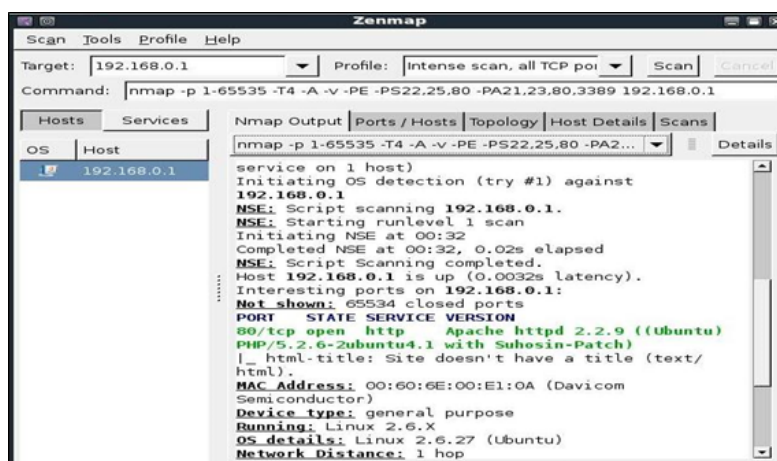 Zenmap
Scan Tools Profile Help
Target: 192.168.0.1 Profile: Intense scan, all TCP poi Scan Cancel
Command: nmap -p 1-65535 -T4 -A -v -PE -PS22,25,80 -PA21,23,80,3389 192.168.0.1
Hosts Services Nmap Output Ports / Hosts Topology Host Details Scans
nmap -p 1-65535 -T4 -A -v -PE -PS22,25,80 -PA2... Details
OS Host
192.168.0.1
service on 1 host)
Initiating OS detection (try #1) against
192.168.0.1
NSE: Script scanning 192.168.0.1.
NSE: Starting runlevel 1 scan
Initiating NSE at 00:32
Completed NSE at 00:32, 0.02s elapsed
NSE: Script Scanning completed.
Host 192.168.0.1 is up (0.0032s latency).
Interesting ports on 192.168.0.1:
Not shown: 65534 closed ports
PORT STATE SERVICE VERSION
80/tcp open http Apache httpd 2.2.9 ((Ubuntu)
PHP/5.2.6-2ubuntu4.1 with Suhosin-Patch)
|_ html-title: Site doesn't have a title (text/
html).
MAC Address: 00:60:6E:00:E1:0A (Davicom
Semiconductor)
Device type: general purpose
Running: Linux 2.6.X
OS details: Linux 2.6.27 (Ubuntu)
Network Distance: 1 hop